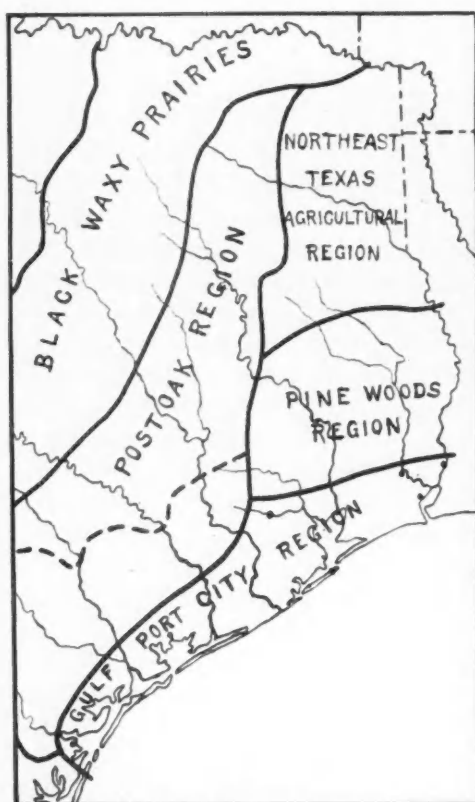 BLACK WAXY PRAIRIES
NORTHEAST
TEXAS
AGRICULTURAL
REGION
POST OAK REGION
PINE WOODS
REGION
GULF PORT CITY REGION